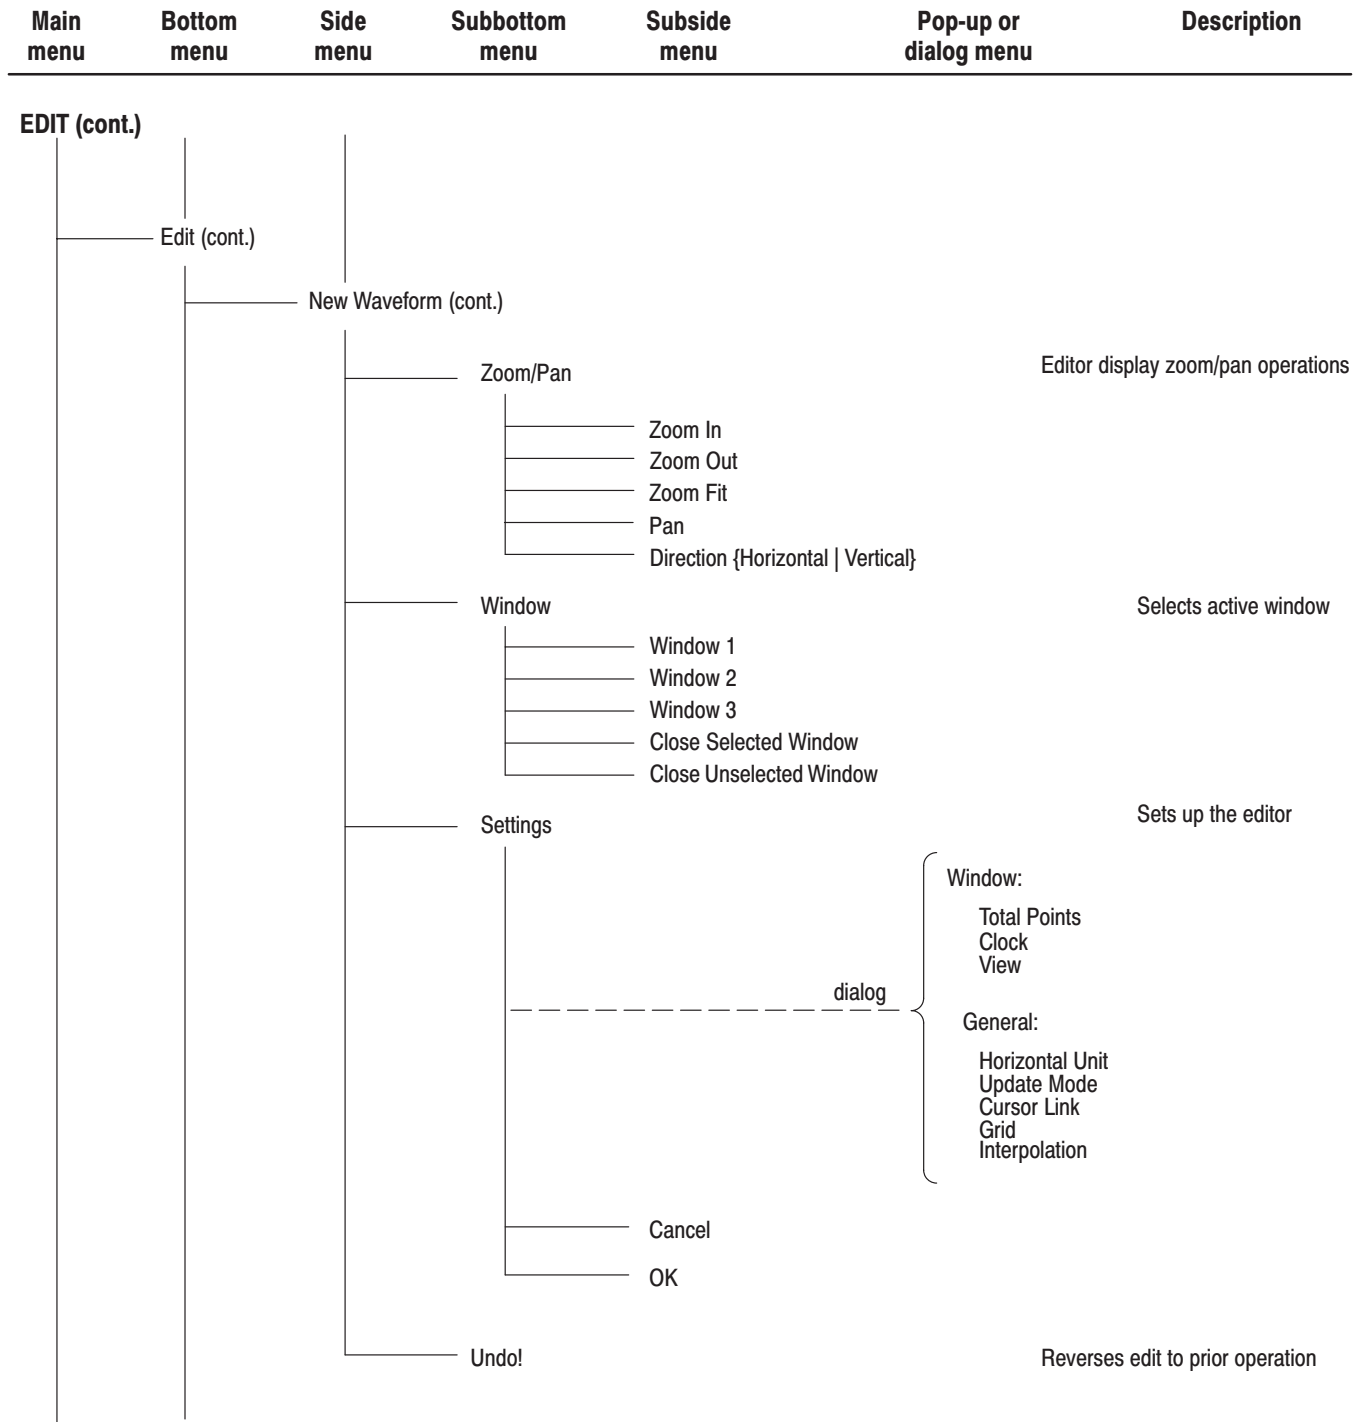 Main menu
Bottom menu
Side menu
Subbottom menu
Subside menu
Pop-up or dialog menu
Description
EDIT (cont.)
Edit (cont.)
New Waveform (cont.)
Zoom/Pan
Editor display zoom/pan operations
Zoom In
Zoom Out
Zoom Fit
Pan
Direction {Horizontal | Vertical}
Window
Selects active window
Window 1
Window 2
Window 3
Close Selected Window
Close Unselected Window
Settings
Sets up the editor
Window:
Total Points
Clock
View
dialog
General:
Horizontal Unit
Update Mode
Cursor Link
Grid
Interpolation
Cancel
OK
Undo!
Reverses edit to prior operation